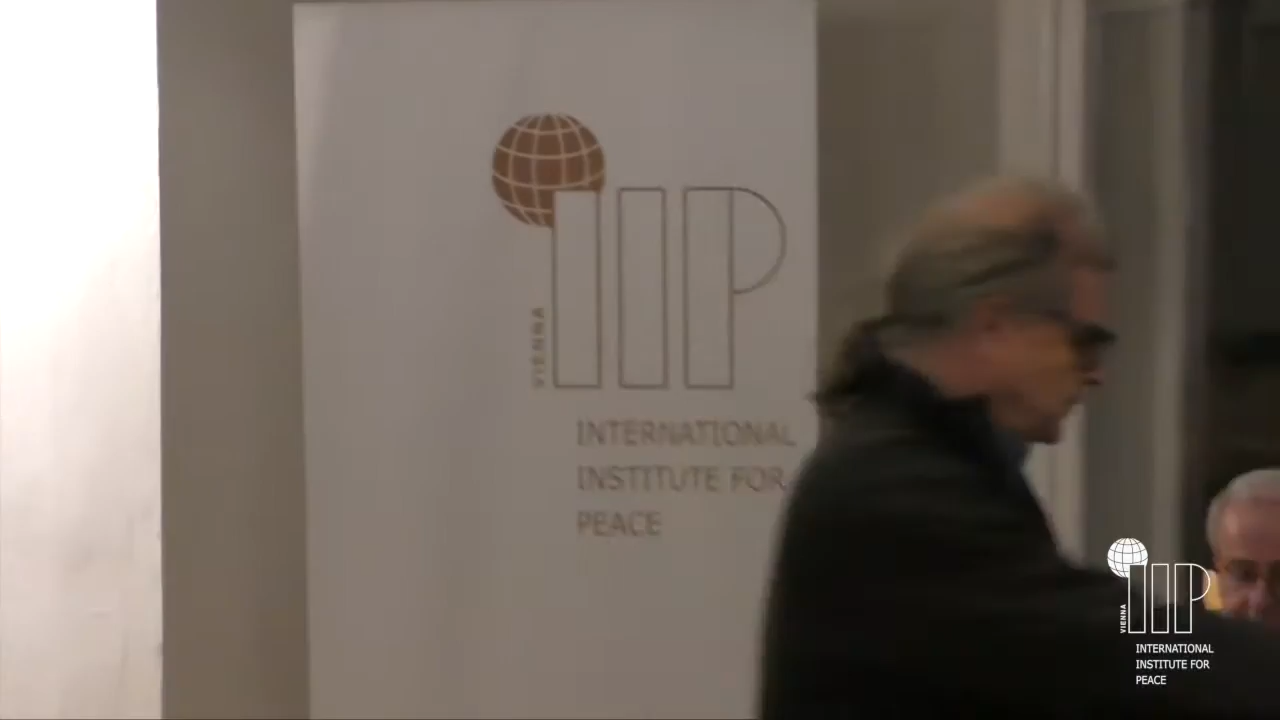 IIP
VIENNA
INTERNATIONAL
INSTITUTE FOR
PEACE
IIP
VIENNA
INTERNATIONAL
INSTITUTE FOR
PEACE